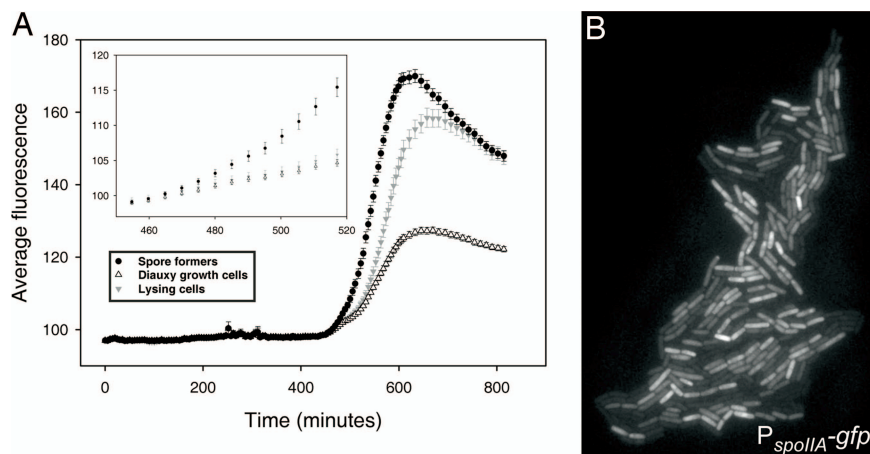 A
B
180
160
140
120
100
Average fluorescence
120
115
110
105
100
460
480
500
520
Spore formers
Diauxy growth cells
Lysing cells
0
200
400
600
800
Time (minutes)
PspoIIA-gfp